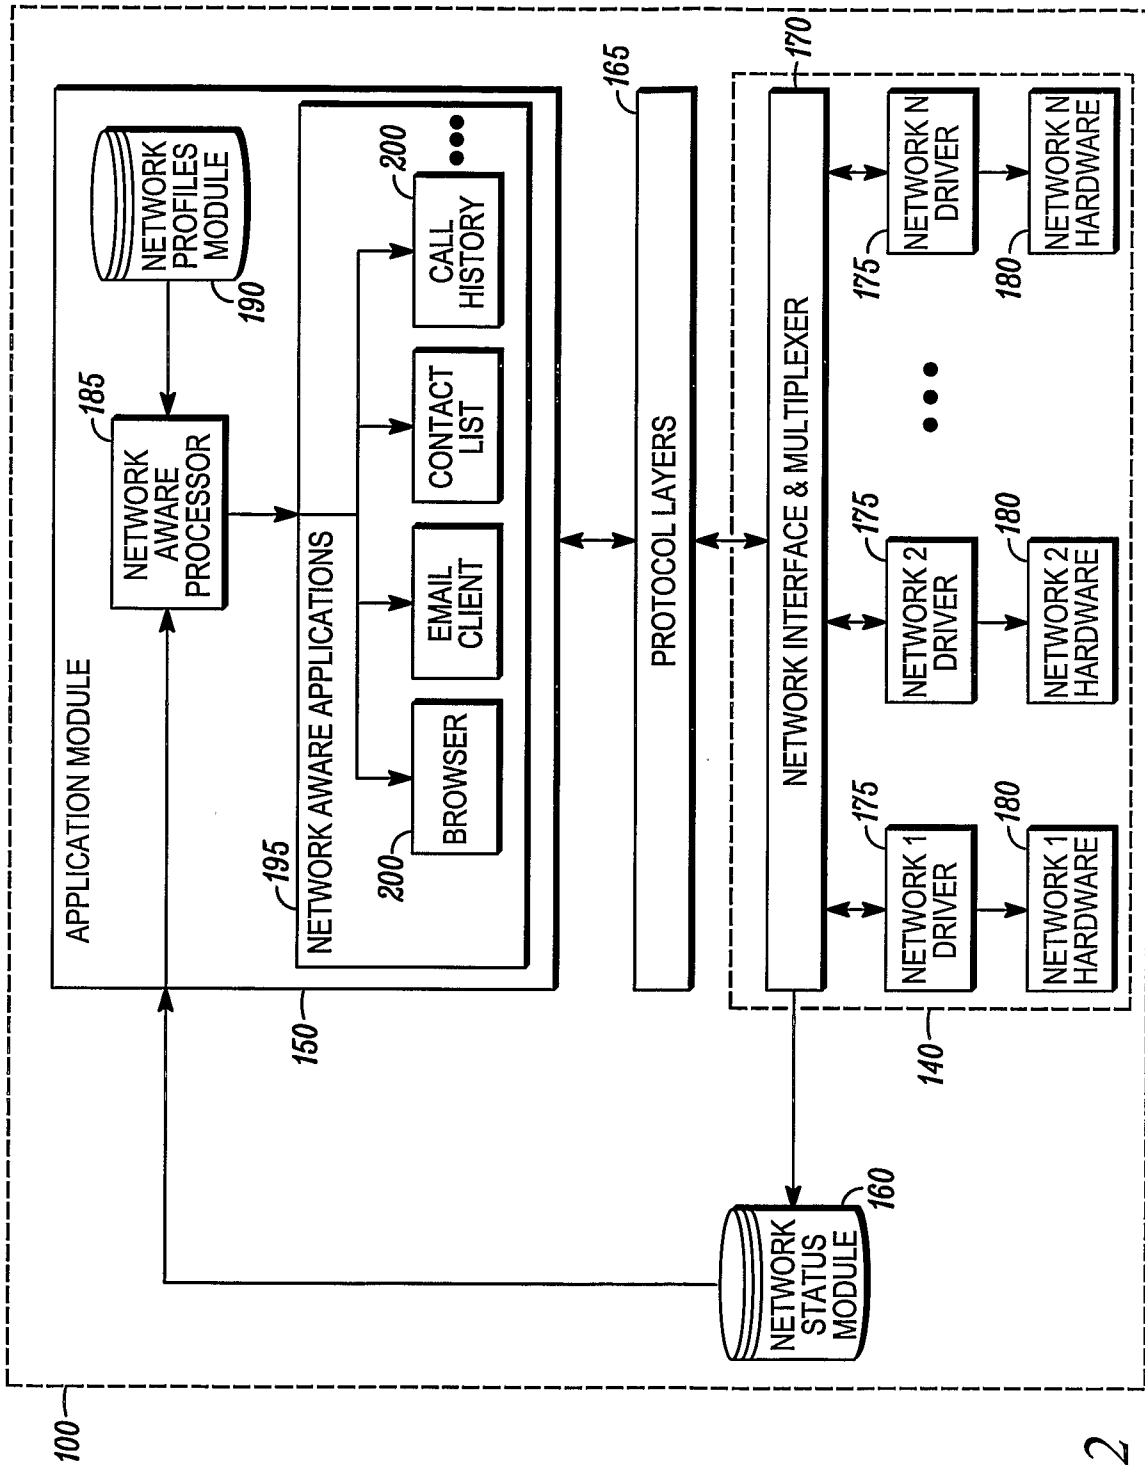 100
APPLICATION MODULE
185
NETWORK
AWARE
PROCESSOR
NETWORK
PROFILES
MODULE
190
195
NETWORK AWARE APPLICATIONS
200
BROWSER
EMAIL
CLIENT
CONTACT
LIST
200
CALL
HISTORY
150
PROTOCOL LAYERS
165
NETWORK
STATUS
MODULE
160
NETWORK INTERFACE & MULTIPLEXER
170
NETWORK 1
DRIVER
175
NETWORK 2
DRIVER
175
NETWORK N
DRIVER
175
NETWORK 1
HARDWARE
180
NETWORK 2
HARDWARE
180
NETWORK N
HARDWARE
180
140
2